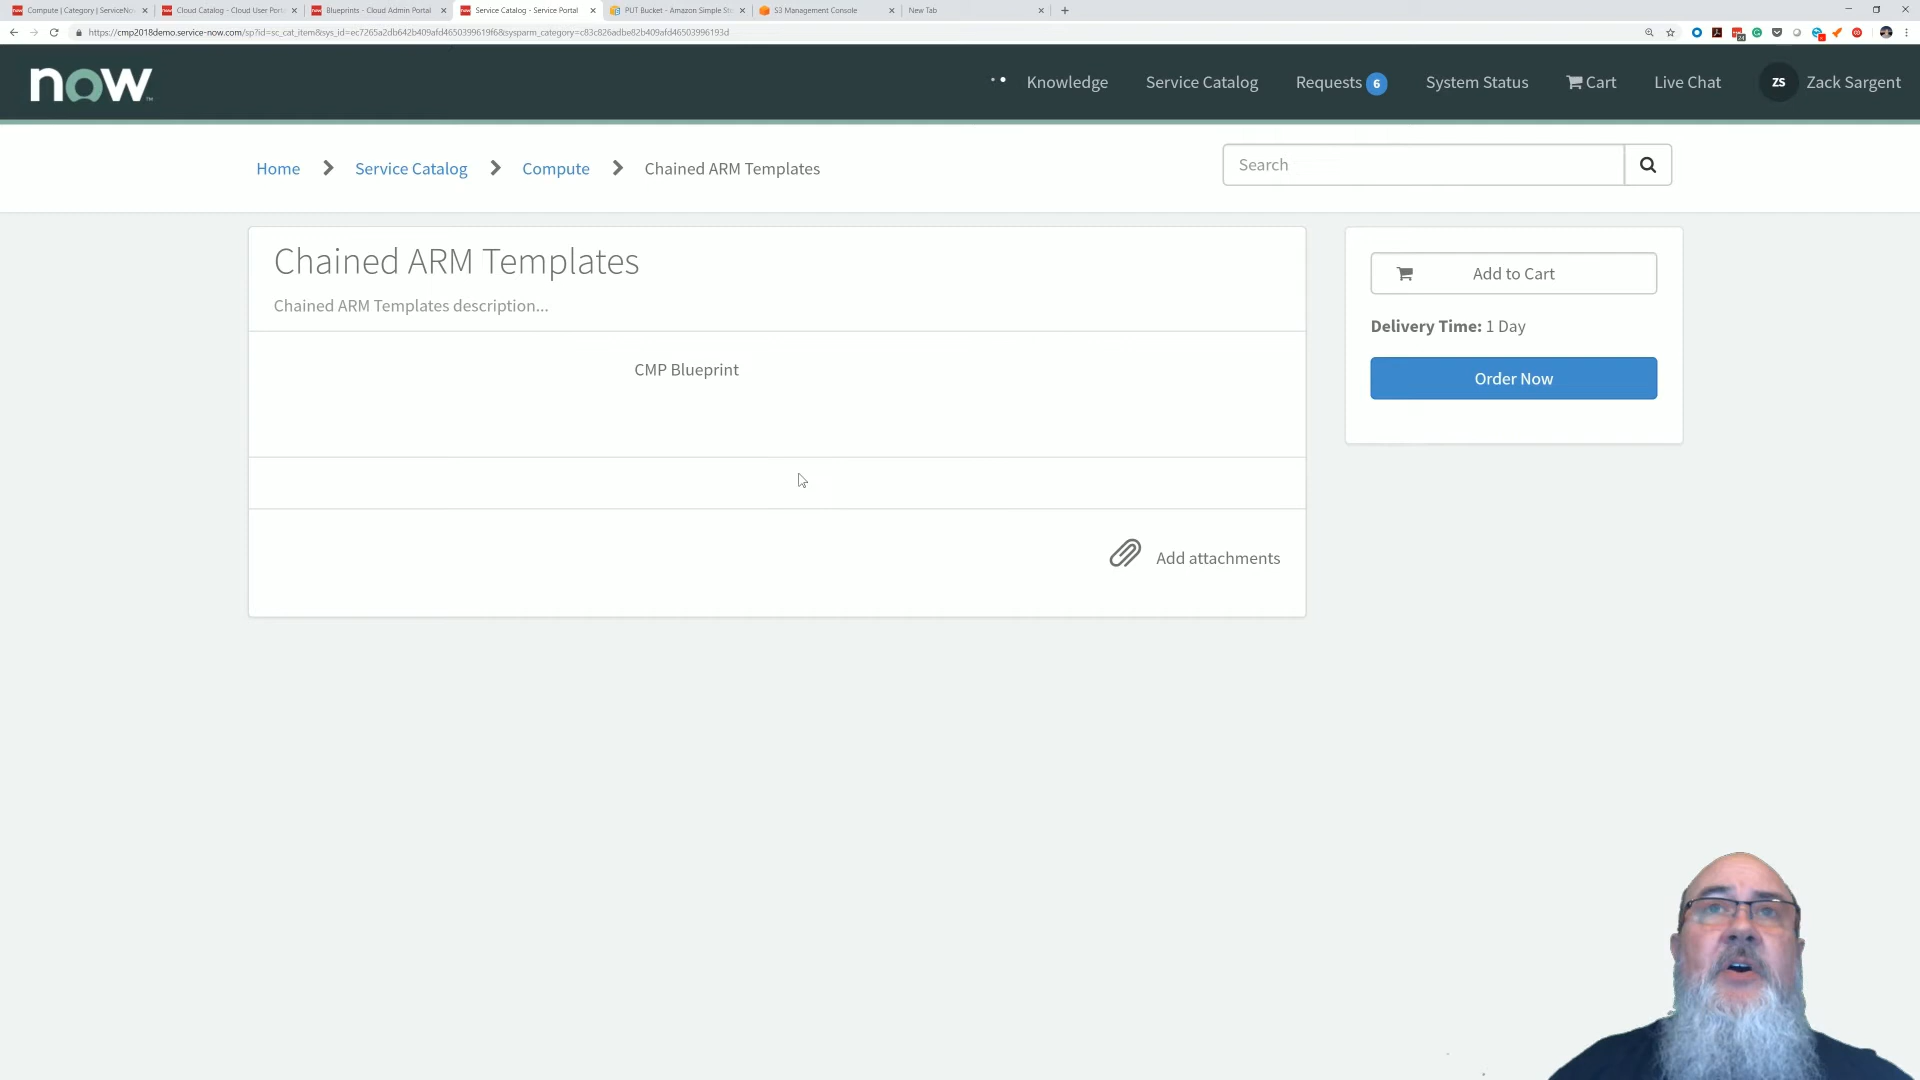 Compute | Category | ServiceNo
Cloud Catalog - Cloud User Port
Blueprints - Cloud Admin Portal
Service Catalog - Service Portal
PUT Bucket - Amazon Simple St
S3 Management Console
New Tab
https://cmp2018demo.service-now.com/sp?id=sc_cat_item&sys_id=ec7265a2db642b409afd4650399619f6&sysparm_category=c83c826adbe82b409afd46503996193d
now
Knowledge
Service Catalog
Requests 6
System Status
Cart
Live Chat
ZS
Zack Sargent
Home
Service Catalog
Compute
Chained ARM Templates
Search
Chained ARM Templates
Chained ARM Templates description...
CMP Blueprint
Add attachments
Add to Cart
Delivery Time: 1 Day
Order Now